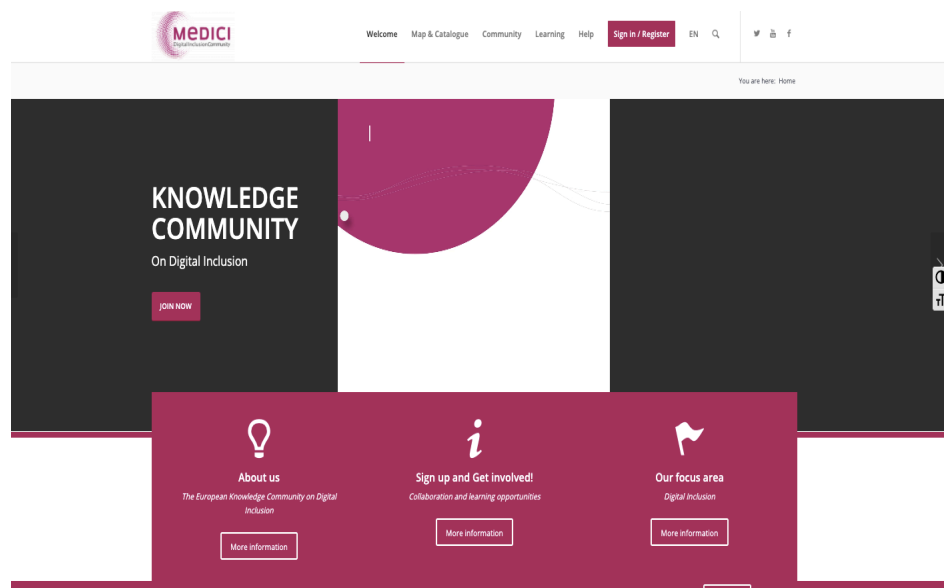 MEDICI
Digital Inclusion Community
Welcome Map & Catalogue Community Learning Help Sign in / Register EN
You are here: Home
KNOWLEDGE
COMMUNITY
On Digital Inclusion
JOIN NOW
About us
The European Knowledge Community on Digital
Inclusion
More information
Sign up and Get involved!
Collaboration and learning opportunities
More information
Our focus area
Digital Inclusion
More information